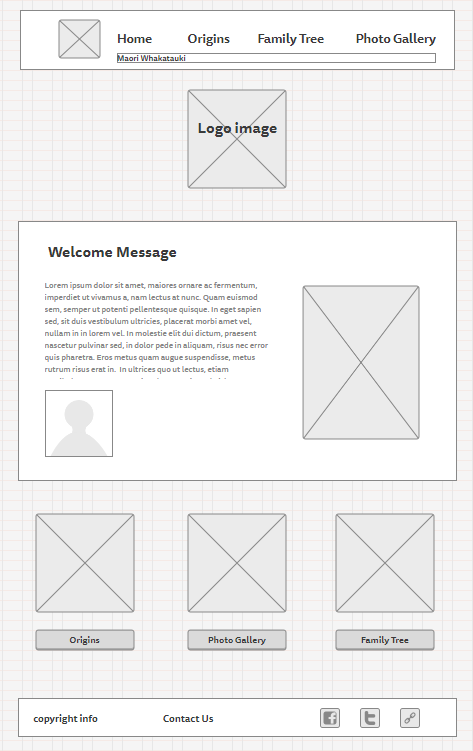 Home Origins Family Tree Photo Gallery
Maori Whakatauki
Logo image
Welcome Message
Lorem ipsum dolor sit amet, maiores ornare ac fermentum,
imperdiet ut vivamus a, nam lectus at nunc. Quam euismod
sem, semper ut potenti pellentesque quisque. In eget sapien
sed, sit duis vestibulum ultricies, placerat morbi amet vel,
nullam in in lorem vel. In molestie elit dui dictum, praesent
nascetur pulvinar sed, in dolor pede in aliquam, risus nec error
quis pharetra. Eros metus quam augue suspendisse, metus
rutrum risus erat in. In ultrices quo ut lectus, etiam
Origins Photo Gallery Family Tree
copyright info Contact Us